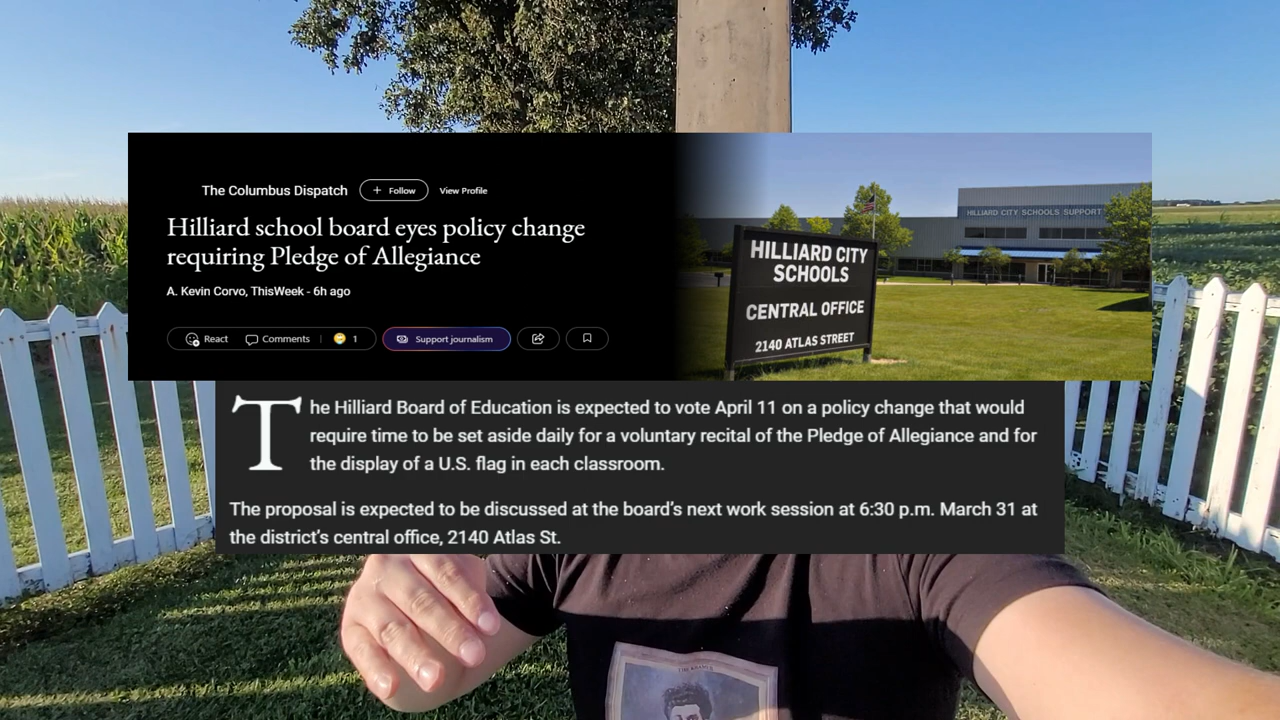 The Columbus Dispatch
+ Follow
View Profile
Hilliard school board eyes policy change
requiring Pledge of Allegiance
A. Kevin Corvo, ThisWeek - 6h ago
React
Comments
1
Support journalism
HILLIARD CITY SCHOOLS SUPPORT
HILLIARD CITY
SCHOOLS
CENTRAL OFFICE
2140 ATLAS STREET
The Hilliard Board of Education is expected to vote April 11 on a policy change that would
require time to be set aside daily for a voluntary recital of the Pledge of Allegiance and for
the display of a U.S. flag in each classroom.
The proposal is expected to be discussed at the board's next work session at 6:30 p.m. March 31 at
the district's central office, 2140 Atlas St.